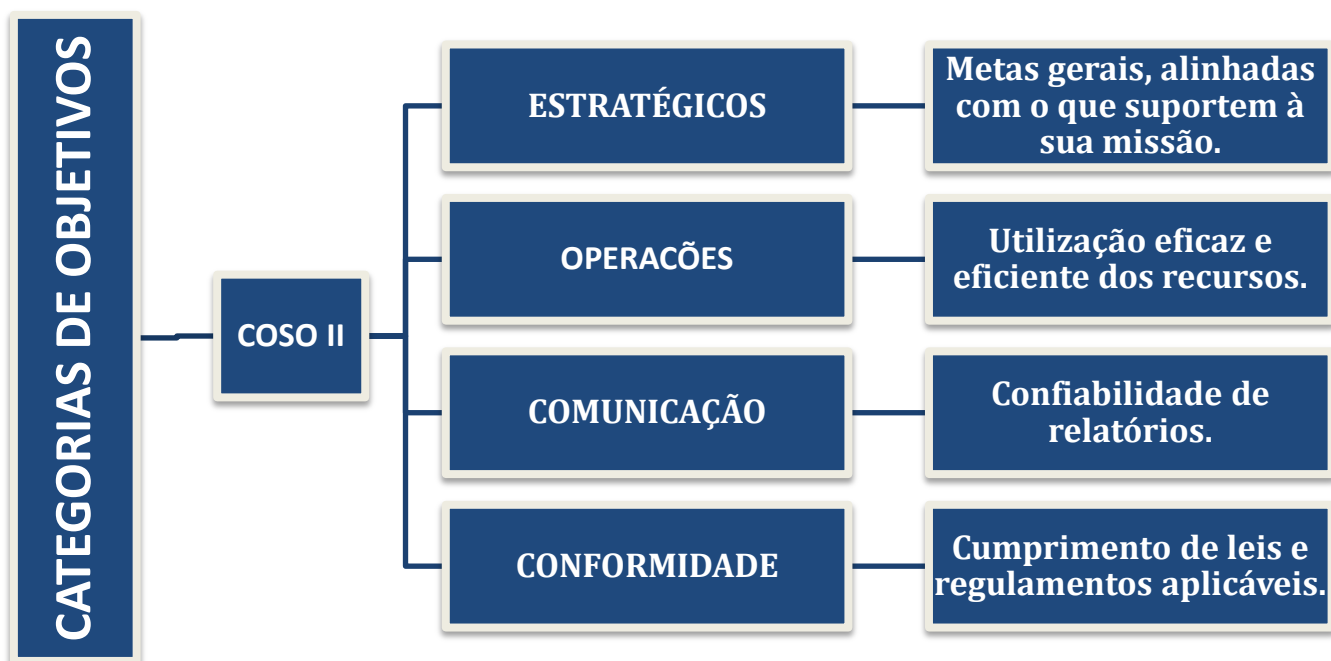 CATEGORIAS DE OBJETIVOS
COSO II
ESTRATÉGICOS
Metas gerais, alinhadas
com o que suportem à
sua missão.
OPERACÕES
Utilização eficaz e
eficiente dos recursos.
COMUNICAÇÃO
Confiabilidade de
relatórios.
CONFORMIDADE
Cumprimento de leis e
regulamentos aplicáveis.